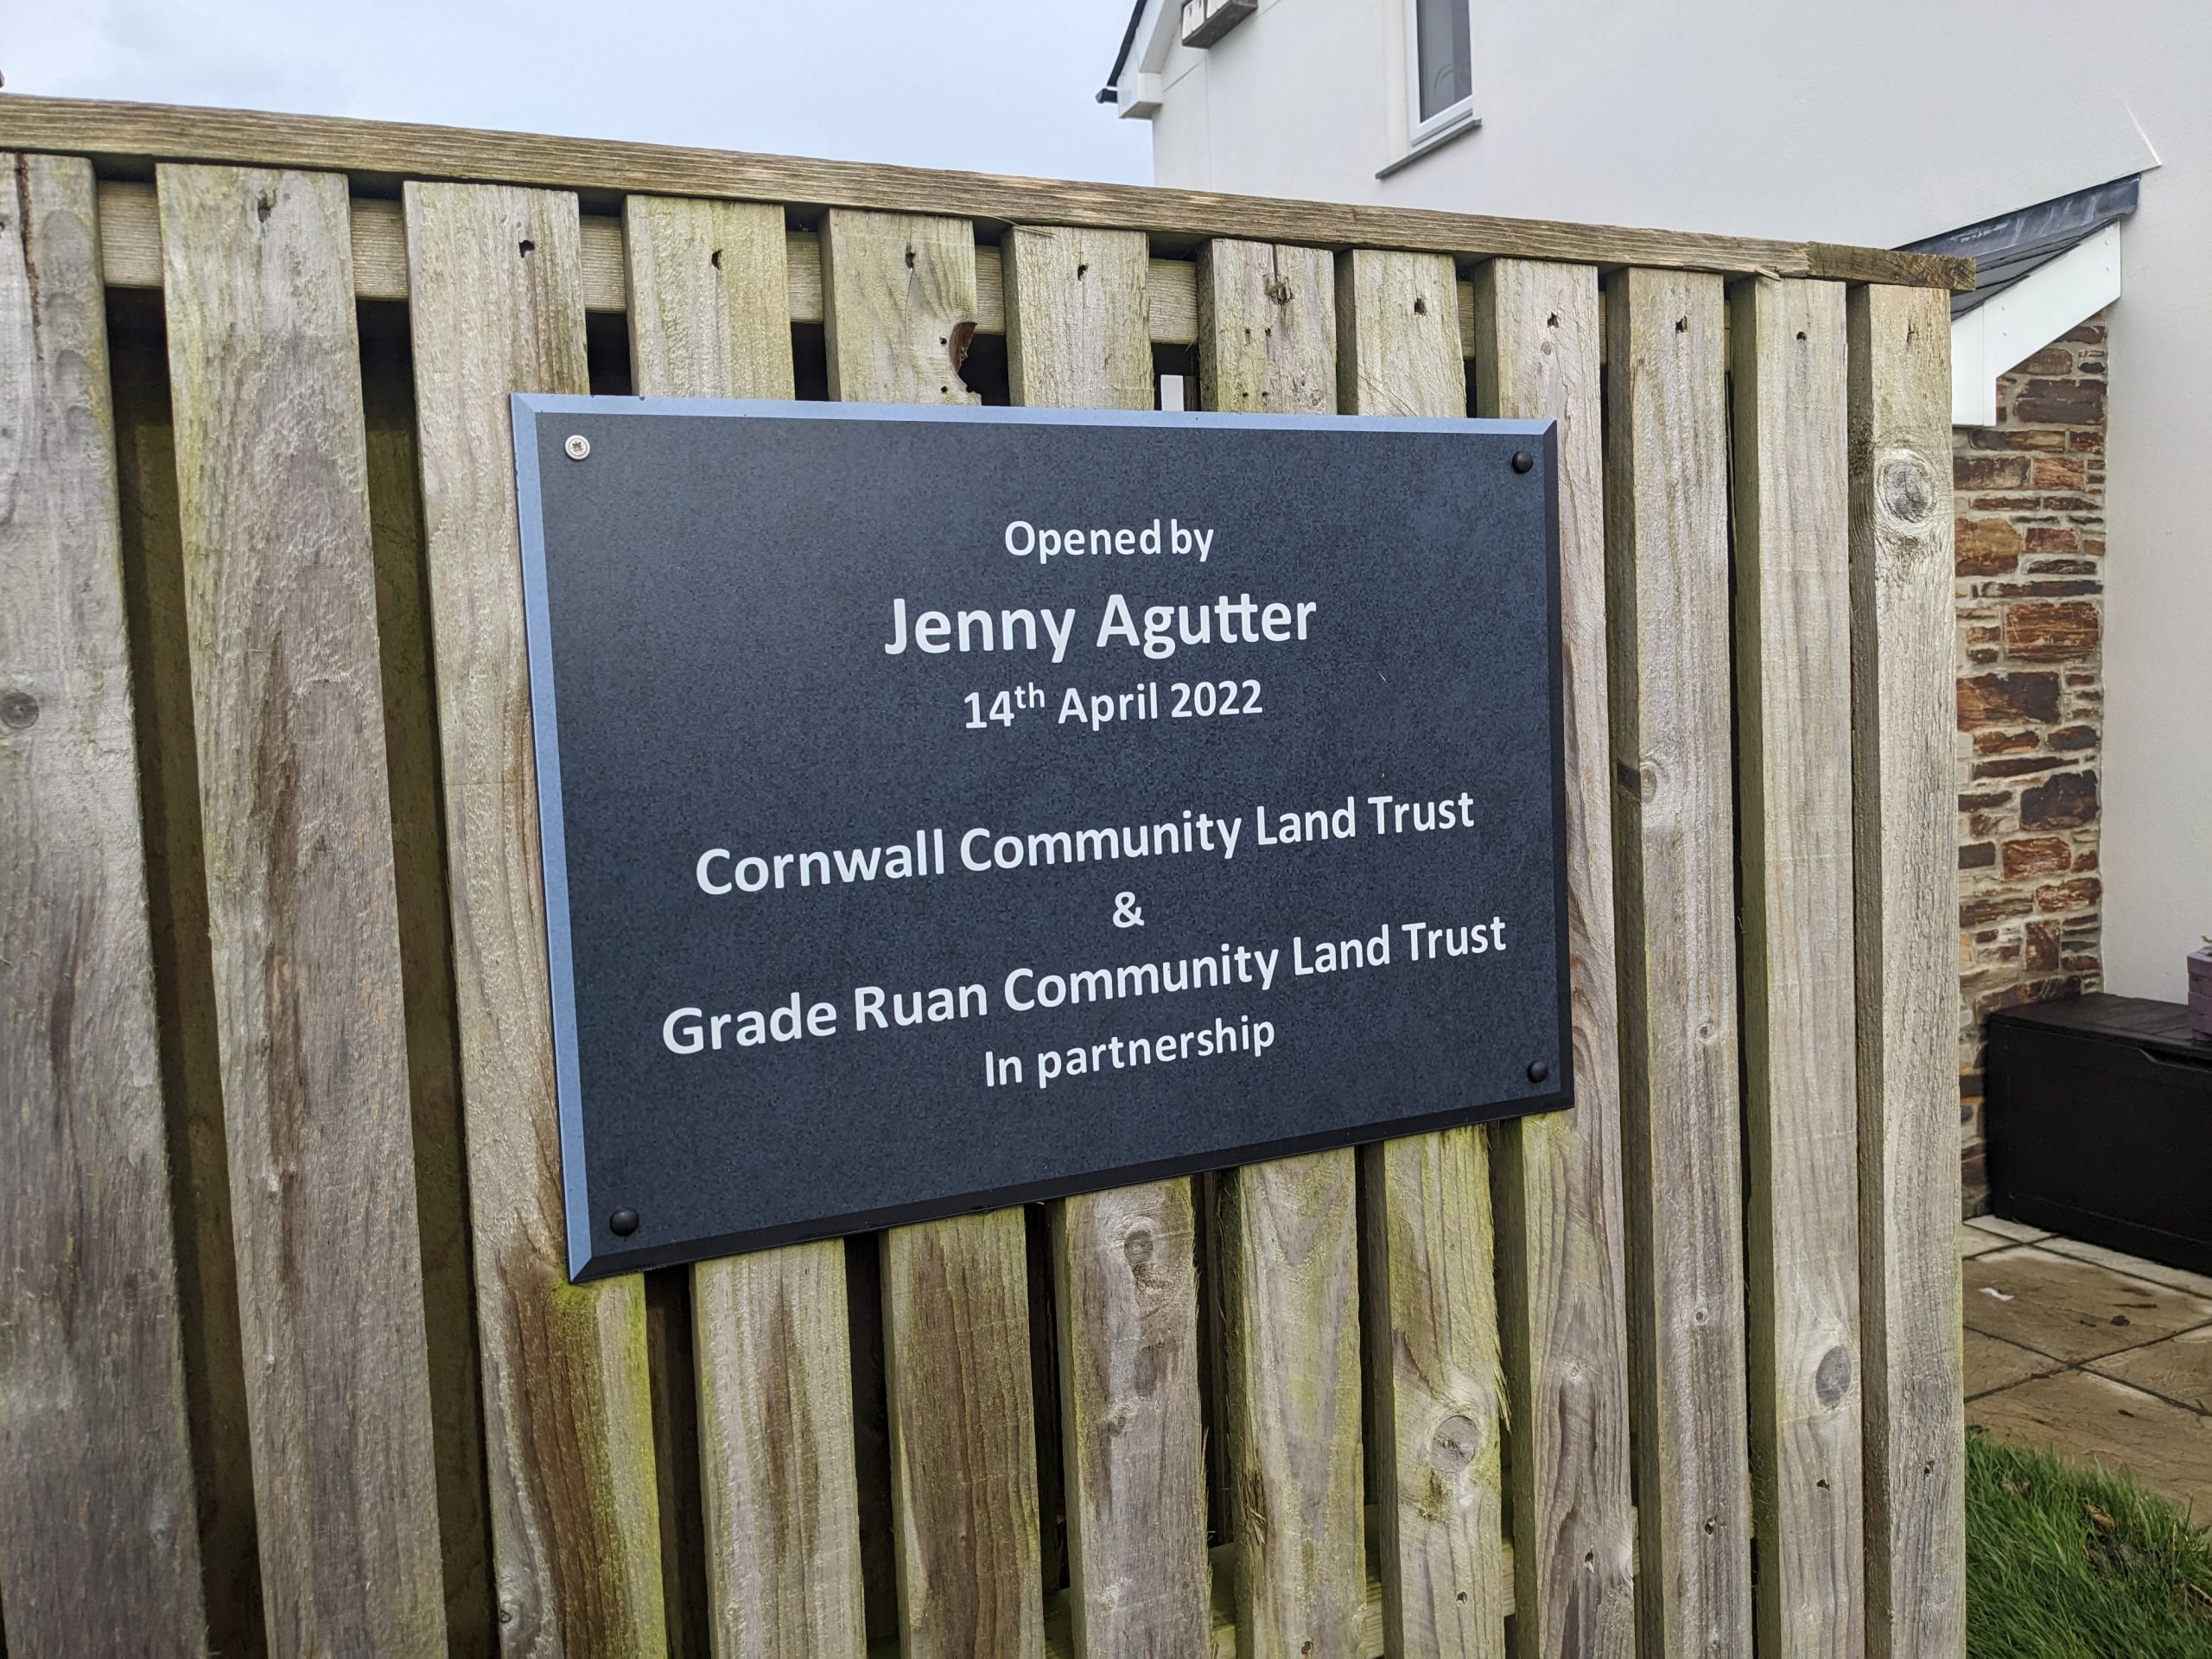 Opened by
Jenny Agutter
14th April 2022
Cornwall Community Land Trust
&
Grade Ruan Community Land Trust
In partnership